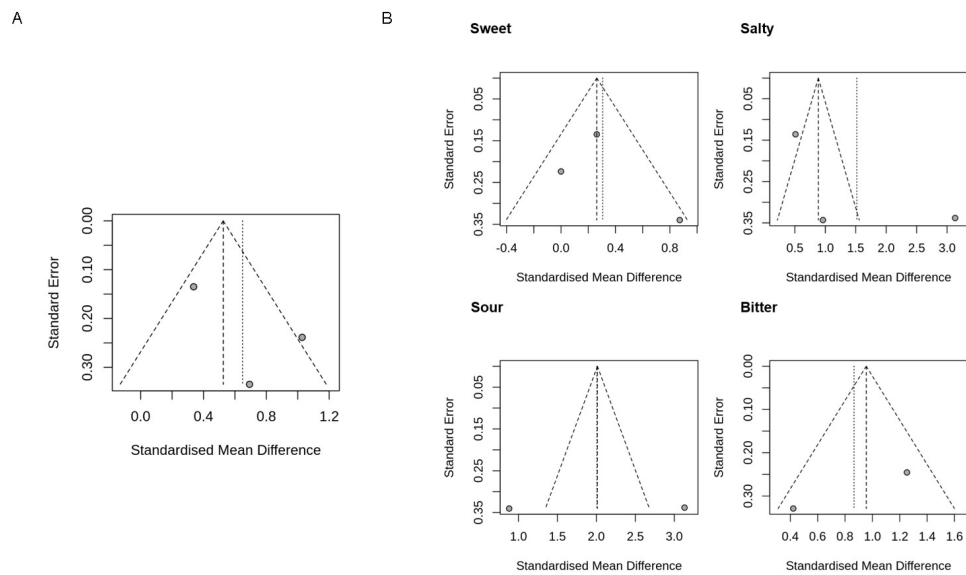 A
B
Sweet
Salty
Standard Error
0.05
0.15
0.25
0.35
-0.4
0.0
0.4
0.8
Standardised Mean Difference
Standard Error
0.05
0.15
0.25
0.35
0.5
1.0
1.5
2.0
2.5
3.0
Standardised Mean Difference
Standard Error
0.00
0.10
0.20
0.30
0.0
0.4
0.8
1.2
Standardised Mean Difference
Sour
Bitter
Standard Error
0.05
0.15
0.25
0.35
1.0
1.5
2.0
2.5
3.0
Standardised Mean Difference
Standard Error
0.00
0.10
0.20
0.30
0.4
0.6
0.8
1.0
1.2
1.4
1.6
Standardised Mean Difference